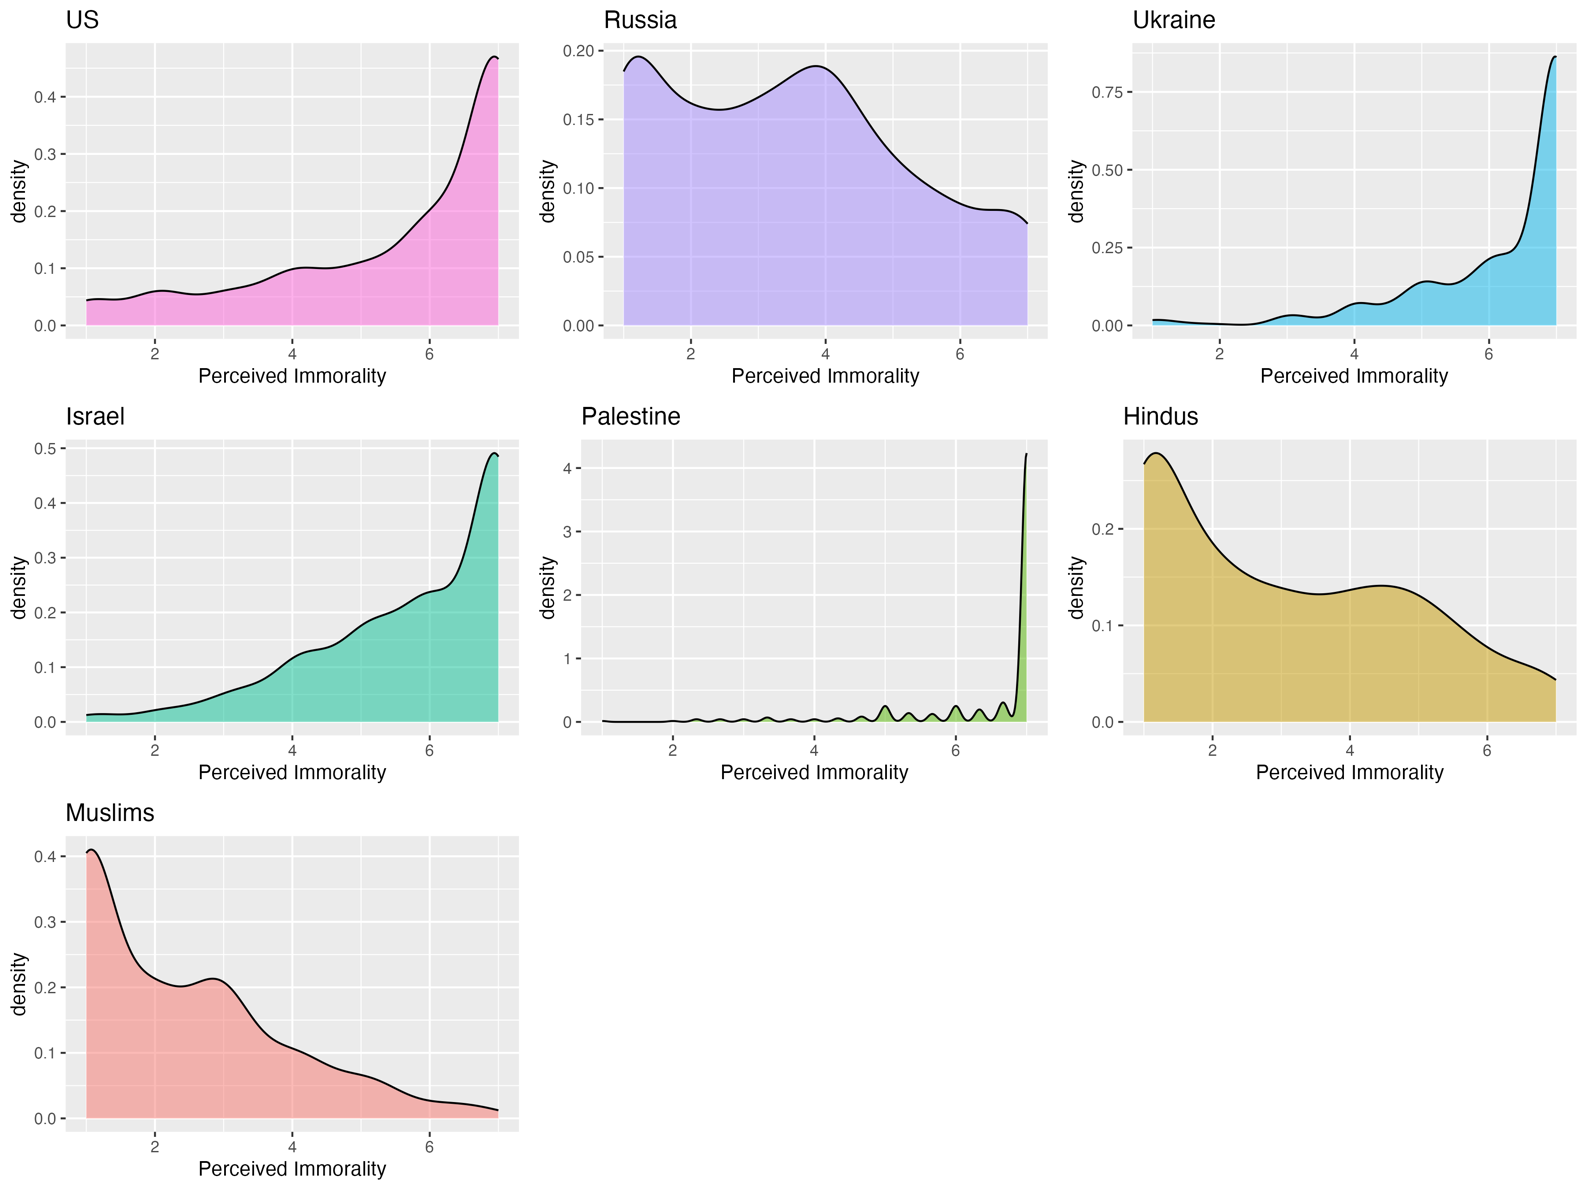 US
0.4
0.3
0.2
0.1
0.0
density
2 4 6
Perceived Immorality
Russia
0.20
0.15
0.10
0.05
0.00
density
2 4 6
Perceived Immorality
Ukraine
0.75
0.50
0.25
0.00
density
2 4 6
Perceived Immorality
Israel
0.5
0.4
0.3
0.2
0.1
0.0
density
2 4 6
Perceived Immorality
Palestine
4
3
2
1
0
density
2 4 6
Perceived Immorality
Hindus
0.2
0.1
0.0
density
2 4 6
Perceived Immorality
Muslims
0.4
0.3
0.2
0.1
0.0
density
2 4 6
Perceived Immorality